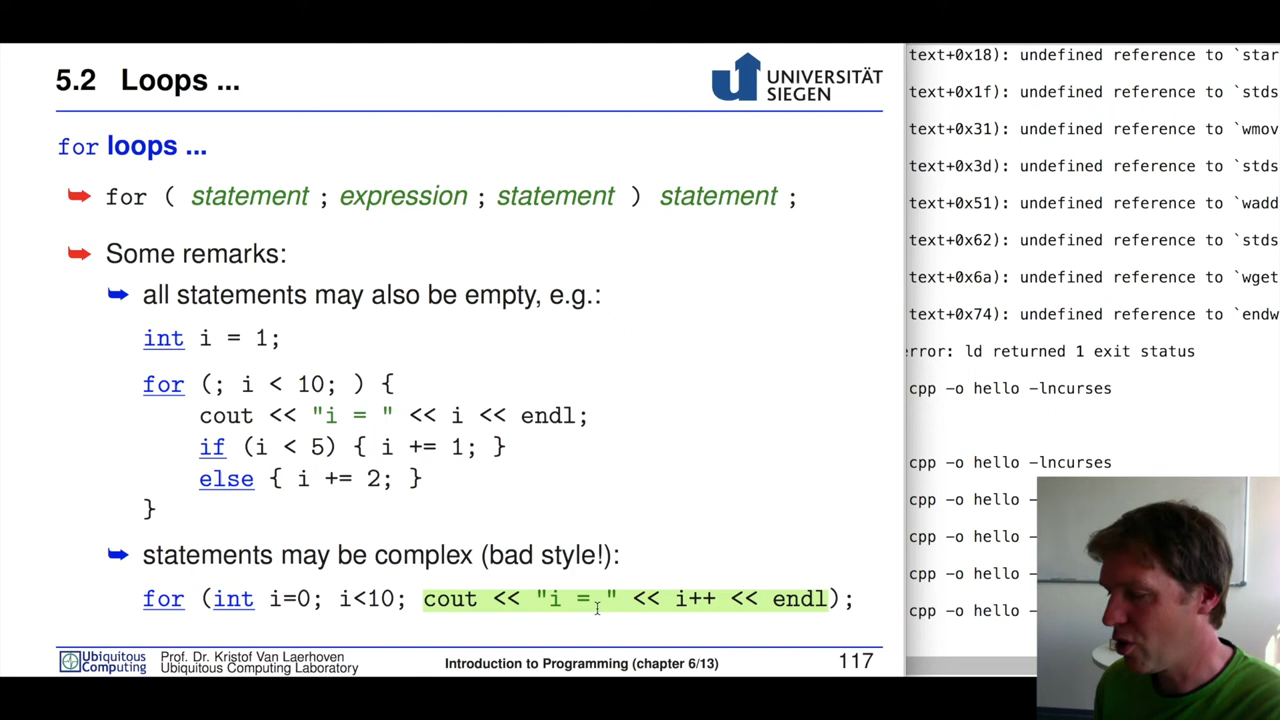 5.2 Loops ...
UNIVERSITÄT
SIEGEN
for loops ...
for ( statement ; expression ; statement ) statement ;
Some remarks:
all statements may also be empty, e.g.:
int i = 1;
for (; i < 10; ) {
cout << "i = " << i << endl;
if (i < 5) { i += 1; }
else { i += 2; }
}
statements may be complex (bad style!):
for (int i=0; i<10; cout << "i = " << i++ << endl);
Ubiquitous
Computing
Prof. Dr. Kristof Van Laerhoven
Ubiquitous Computing Laboratory
Introduction to Programming (chapter 6/13)
117
text+0x18): undefined reference to `star
text+0x1f): undefined reference to `stds
text+0x31): undefined reference to `wmov
text+0x3d): undefined reference to `stds
text+0x51): undefined reference to `wadd
text+0x62): undefined reference to `stds
text+0x6a): undefined reference to `wget
text+0x74): undefined reference to `endw
error: ld returned 1 exit status
cpp -o hello -lncurses
cpp -o hello -lncurses
cpp -o hello -
cpp -o hello -
cpp -o hello -
cpp -o hello -